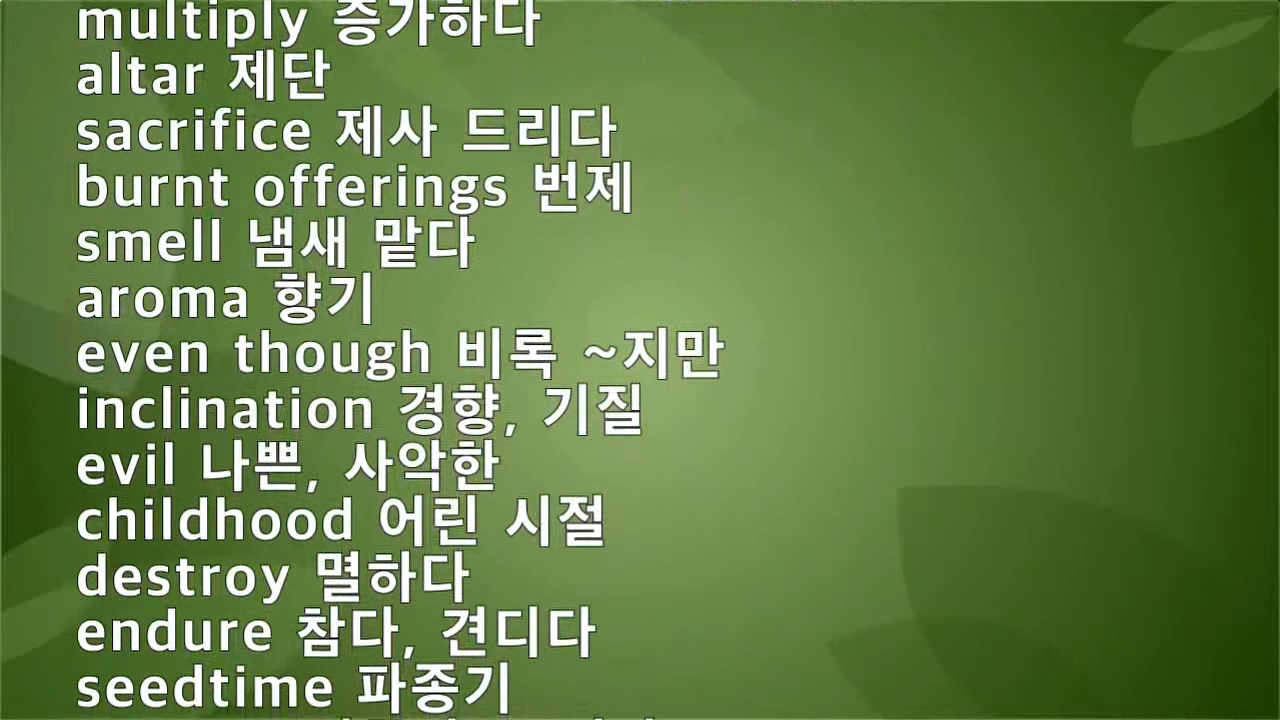 multiply 증가하다
altar 제단
sacrifice 제사 드리다
burnt offerings 번제
smell 냄새 맡다
aroma 향기
even though 비록 ~지만
inclination 경향, 기질
evil 나쁜, 사악한
childhood 어린 시절
destroy 멸하다
endure 참다, 견디다
seedtime 파종기